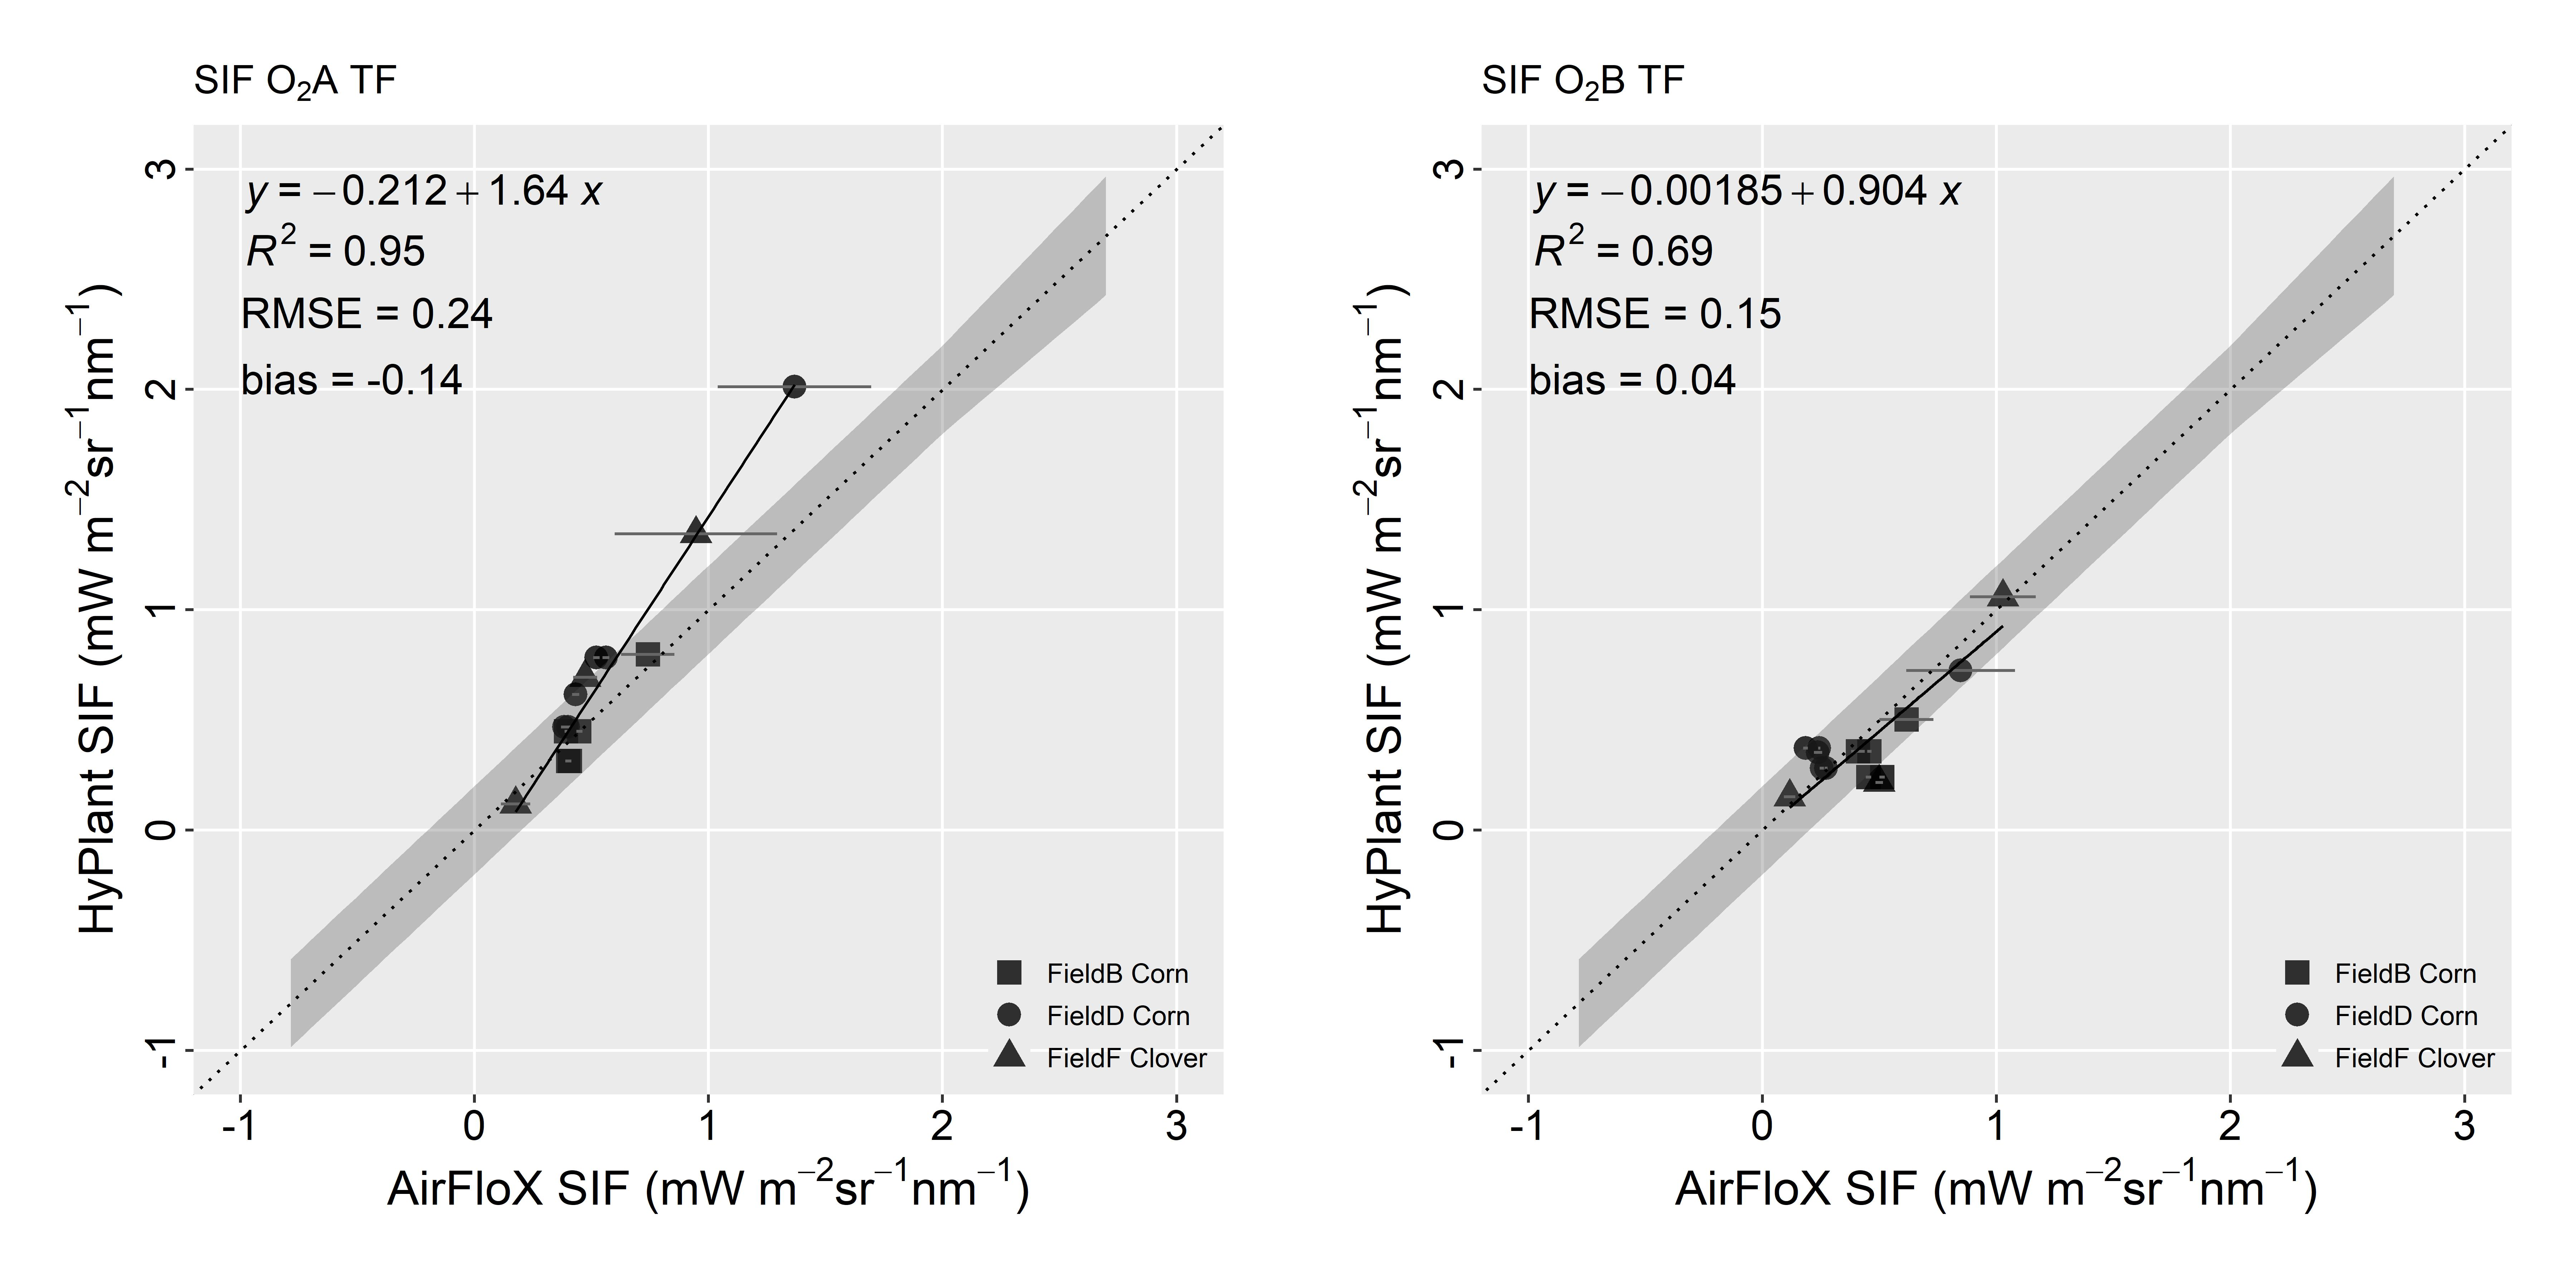 SIF O₂A TF
y = −0.212 + 1.64 x
R² = 0.95
RMSE = 0.24
bias = -0.14
3
2
1
0
-1
HyPlant SIF (mW m⁻²sr⁻¹nm⁻¹)
FieldB Corn
FieldD Corn
FieldF Clover
-1 0 1 2 3
AirFloX SIF (mW m⁻²sr⁻¹nm⁻¹)
SIF O₂B TF
y = −0.00185 + 0.904 x
R² = 0.69
RMSE = 0.15
bias = 0.04
3
2
1
0
-1
HyPlant SIF (mW m⁻²sr⁻¹nm⁻¹)
FieldB Corn
FieldD Corn
FieldF Clover
-1 0 1 2 3
AirFloX SIF (mW m⁻²sr⁻¹nm⁻¹)